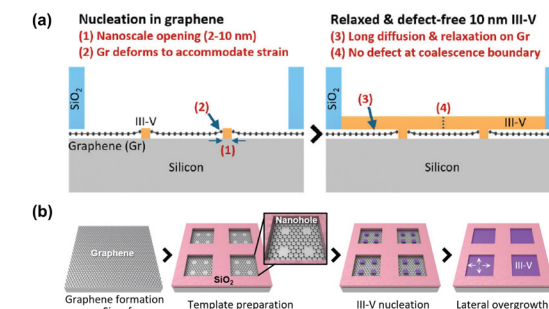 (a)
Nucleation in graphene
(1) Nanoscale opening (2-10 nm)
(2) Gr deforms to accommodate strain
Relaxed & defect-free 10 nm III-V
(3) Long diffusion & relaxation on Gr
(4) No defect at coalescence boundary
SiO2
III-V
(2)
(1)
Graphene (Gr)
Silicon
SiO2
(3)
(4)
III-V
Silicon
(b)
Graphene
Nanohole
SiO2
III-V
Graphene formation
Template preparation
III-V nucleation
Lateral overgrowth